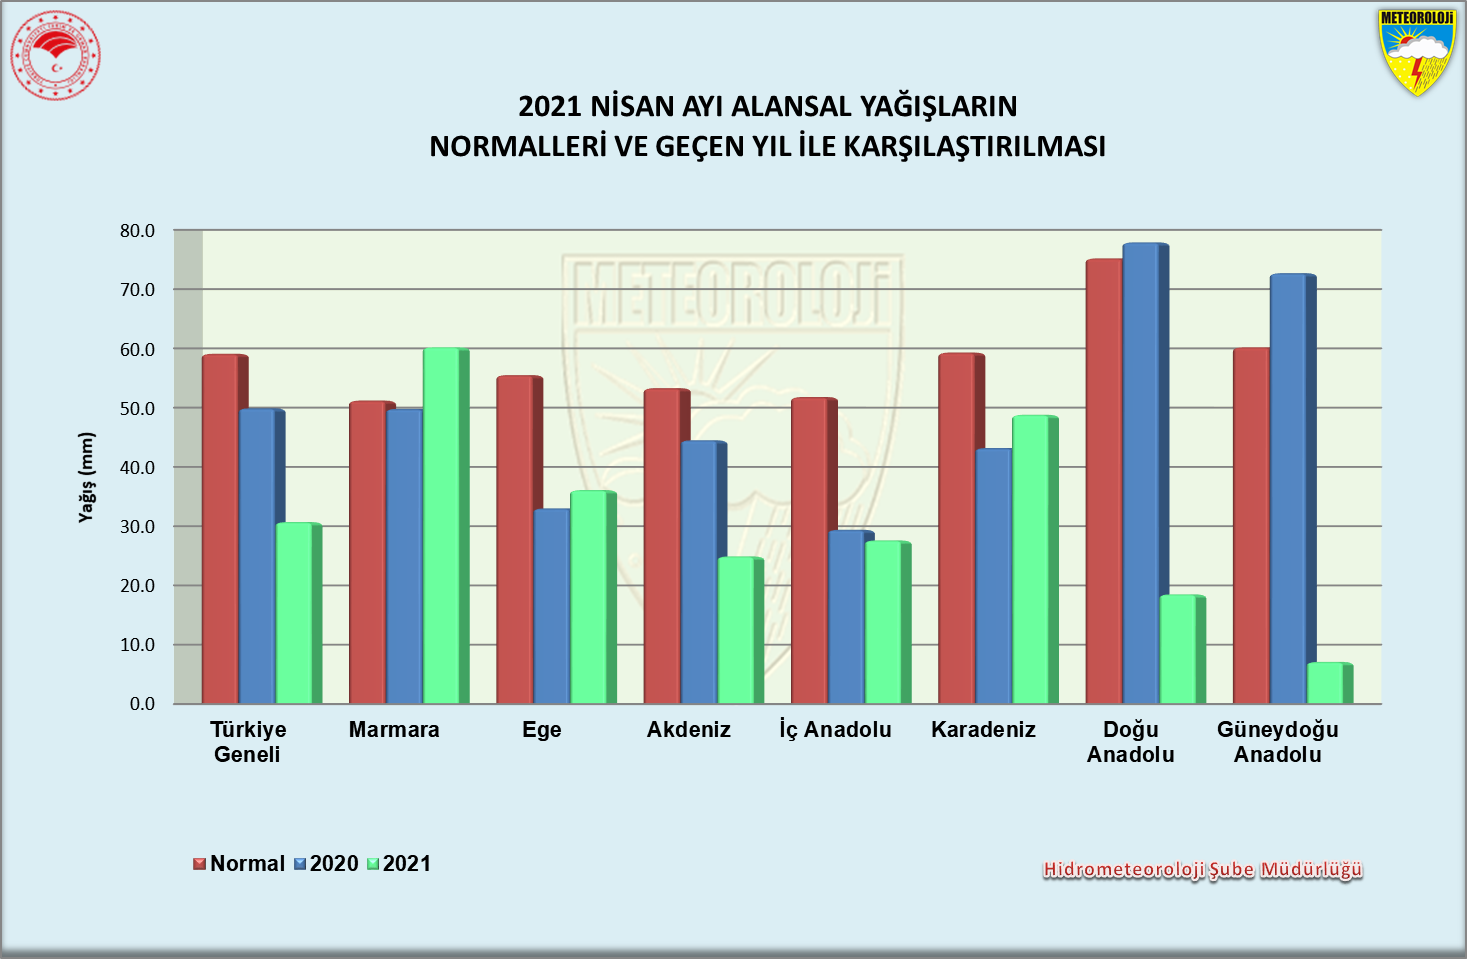 METEOROLOJİ
2021 NİSAN AYI ALANSAL YAĞIŞLARIN
NORMALLERİ VE GEÇEN YIL İLE KARŞILAŞTIRILMASI
80.0
70.0
60.0
50.0
40.0
30.0
20.0
10.0
0.0
Yağış (mm)
METEOROLOJİ
Türkiye
Geneli
Marmara
Ege
Akdeniz
İç Anadolu
Karadeniz
Doğu
Anadolu
Güneydoğu
Anadolu
Normal
2020
2021
Hidrometeoroloji Şube Müdürlüğü